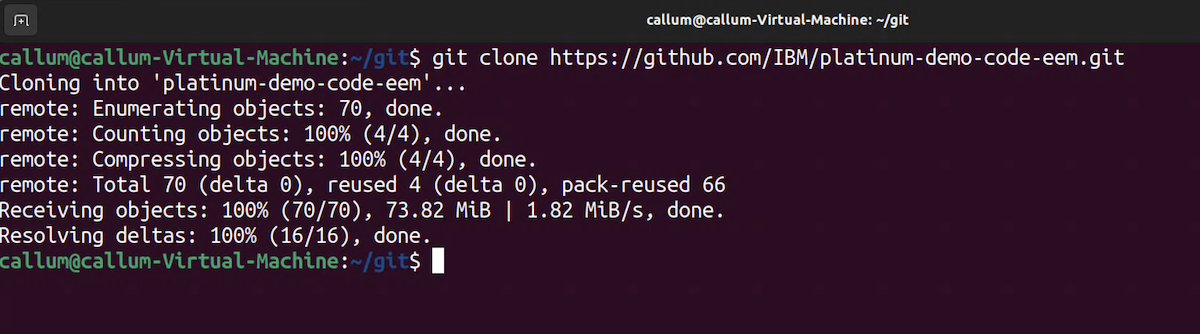 callum@callum-Virtual-Machine: ~/git
callum@callum-Virtual-Machine:~/git$ git clone https://github.com/IBM/platinum-demo-code-eem.git
Cloning into 'platinum-demo-code-eem'...
remote: Enumerating objects: 70, done.
remote: Counting objects: 100% (4/4), done.
remote: Compressing objects: 100% (4/4), done.
remote: Total 70 (delta 0), reused 4 (delta 0), pack-reused 66
Receiving objects: 100% (70/70), 73.82 MiB | 1.82 MiB/s, done.
Resolving deltas: 100% (16/16), done.
callum@callum-Virtual-Machine:~/git$